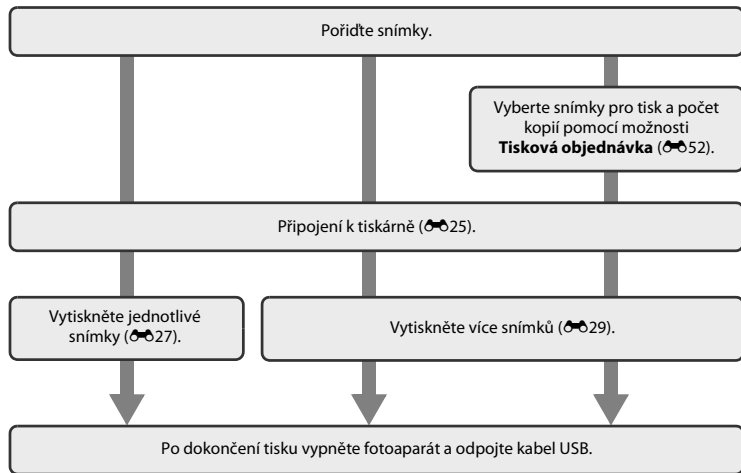 Pořiďte snímky.
Vyberte snímky pro tisk a počet
kopií pomocí možnosti
Tisková objednávka (52).
Připojení k tiskárně (25).
Vytiskněte jednotlivé
snímky (27).
Vytiskněte více snímků (29).
Po dokončení tisku vypněte fotoaparát a odpojte kabel USB.